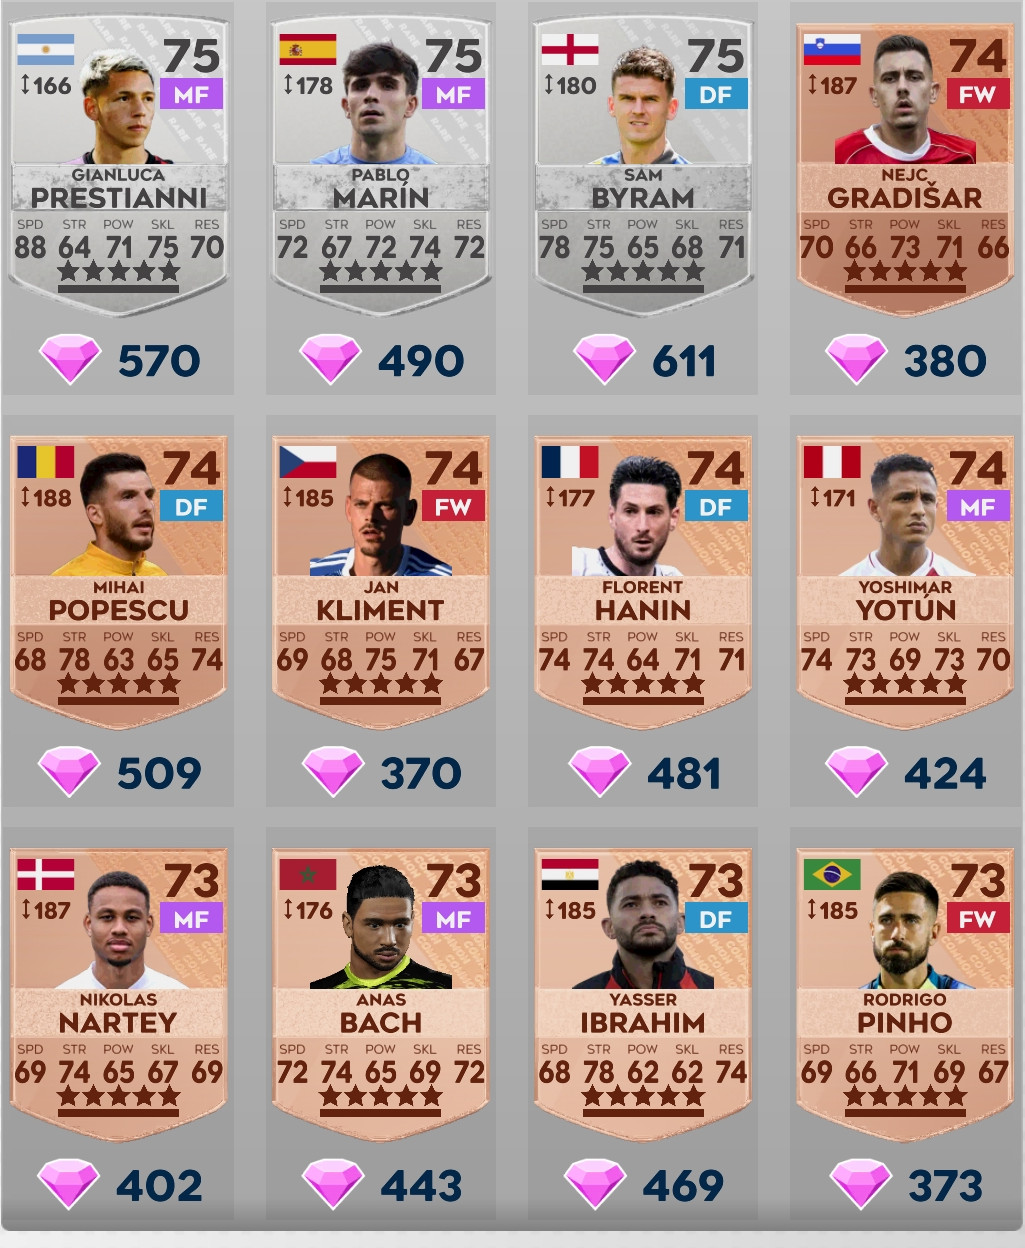 75
↕166
MF
GIANLUCA
PRESTIANNI
SPD STR POW SKL RES
88 64 71 75 70
570
75
↕178
MF
PABLO
MARÍN
SPD STR POW SKL RES
72 67 72 74 72
490
75
↕180
DF
SAM
BYRAM
SPD STR POW SKL RES
78 75 65 68 71
611
74
↕187
FW
NEJC
GRADIŠAR
SPD STR POW SKL RES
70 66 73 71 66
380
74
↕188
DF
MIHAI
POPESCU
SPD STR POW SKL RES
68 78 63 65 74
509
74
↕185
FW
JAN
KLIMENT
SPD STR POW SKL RES
69 68 75 71 67
370
74
↕177
DF
FLORENT
HANIN
SPD STR POW SKL RES
74 74 64 71 71
481
74
↕171
MF
YOSHIMAR
YOTÚN
SPD STR POW SKL RES
74 73 69 73 70
424
73
↕187
MF
NIKOLAS
NARTEY
SPD STR POW SKL RES
69 74 65 67 69
402
73
↕176
MF
ANAS
BACH
SPD STR POW SKL RES
72 74 65 69 72
443
73
↕185
DF
YASSER
IBRAHIM
SPD STR POW SKL RES
68 78 62 62 74
469
73
↕185
FW
RODRIGO
PINHO
SPD STR POW SKL RES
69 66 71 69 67
373